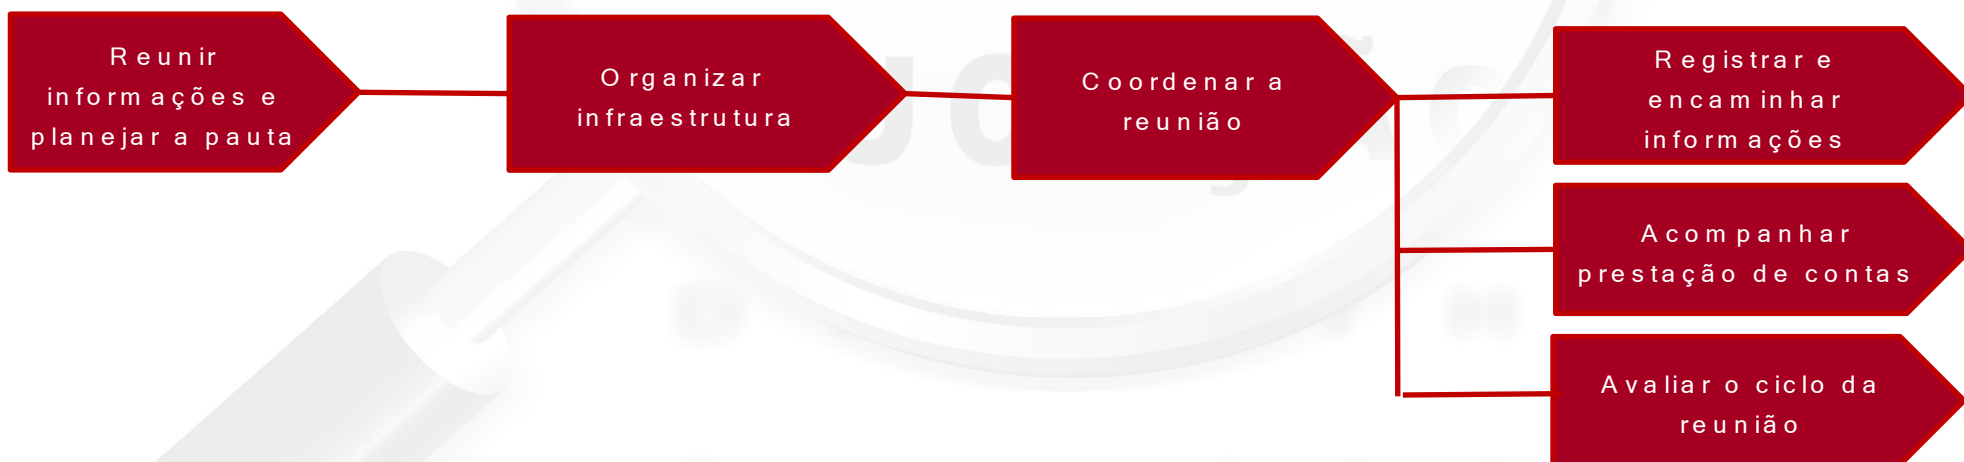 Reunir
informações e
planejar a pauta
Organizar
infraestrutura
Coordenar a
reunião
Registrar e
encaminhar
informações
Acompanhar
prestação de contas
Avaliar o ciclo da
reunião